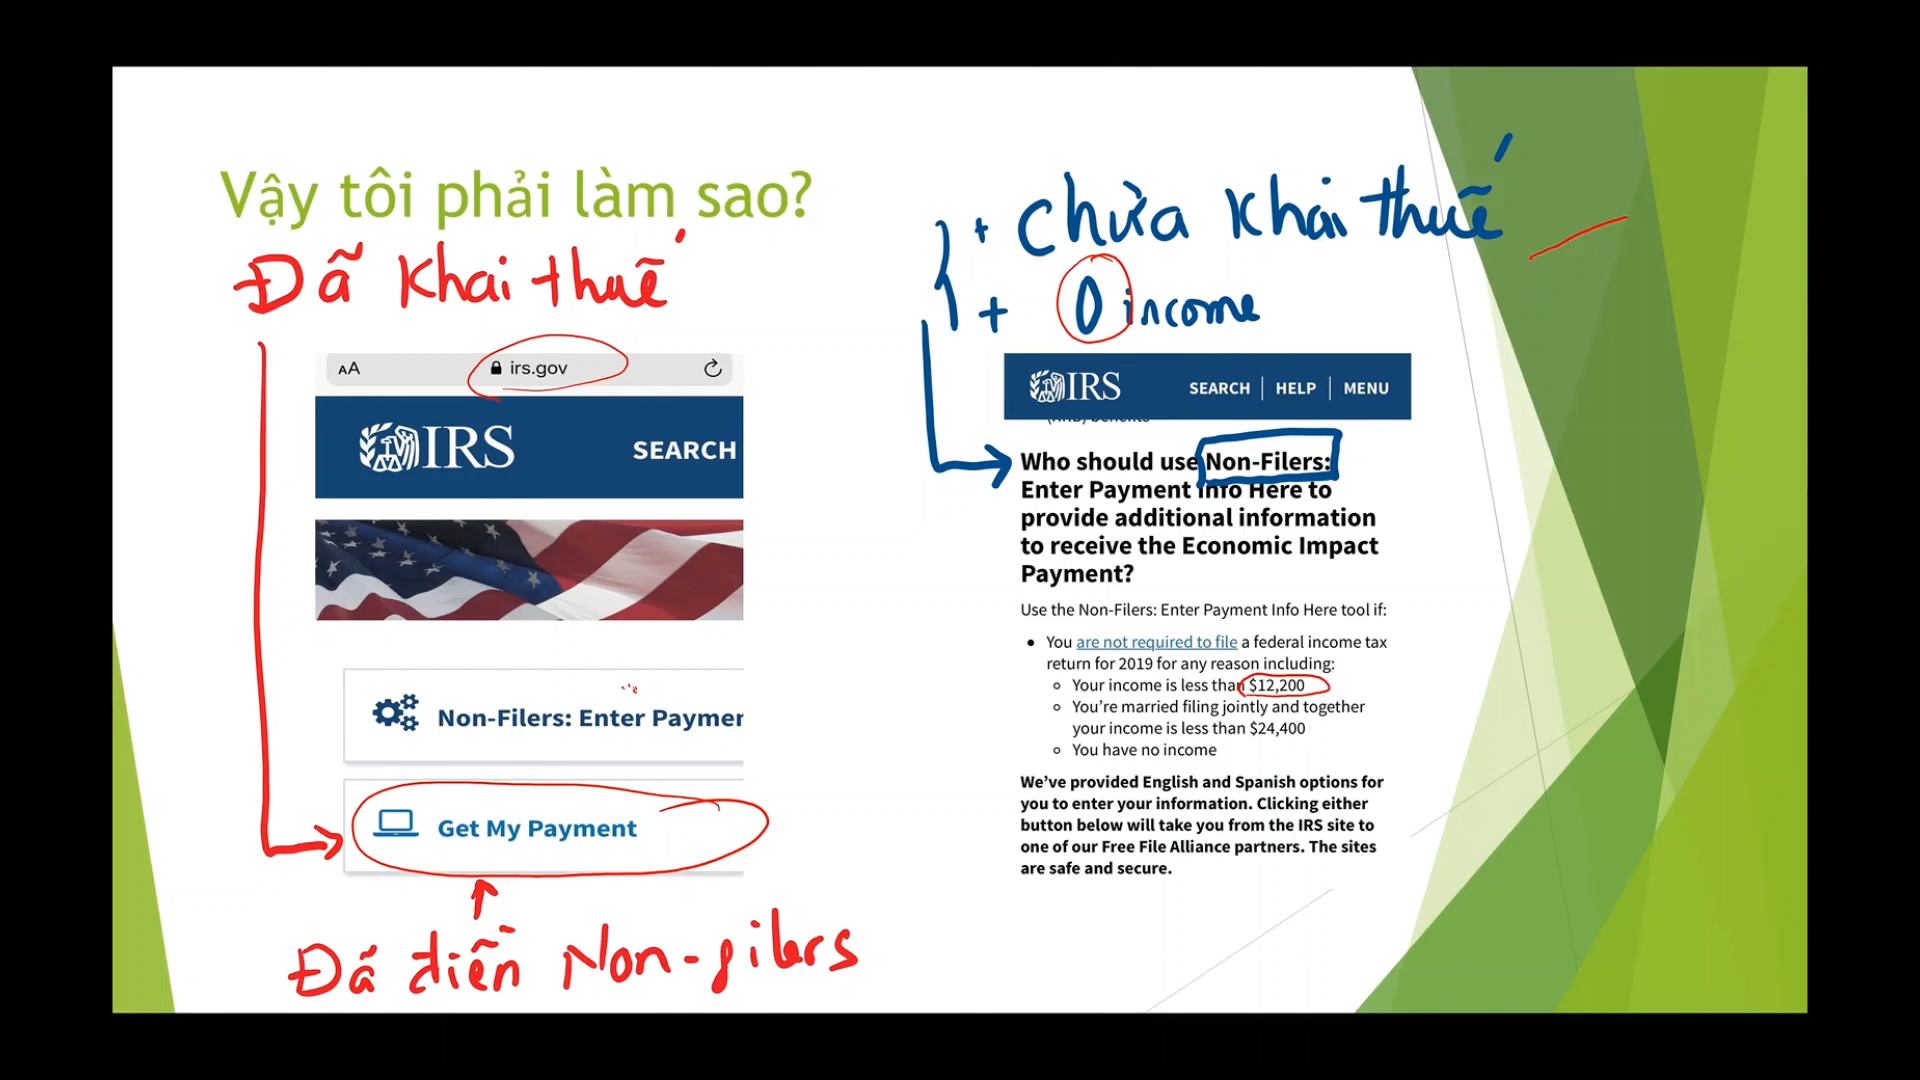 Vậy tôi phải làm sao?
Đã khai thuế
AA irs.gov
IRS SEARCH
Non-Filers: Enter Paymen
Get My Payment
Đã điền Non-filers
+ Chưa khai thuế
+ 0 income
IRS SEARCH HELP MENU
(RRB) benefits
Who should use Non-Filers:
Enter Payment Info Here to
provide additional information
to receive the Economic Impact
Payment?
Use the Non-Filers: Enter Payment Info Here tool if:
• You are not required to file a federal income tax
return for 2019 for any reason including:
○ Your income is less than $12,200
○ You’re married filing jointly and together
your income is less than $24,400
○ You have no income
We’ve provided English and Spanish options for
you to enter your information. Clicking either
button below will take you from the IRS site to
one of our Free File Alliance partners. The sites
are safe and secure.